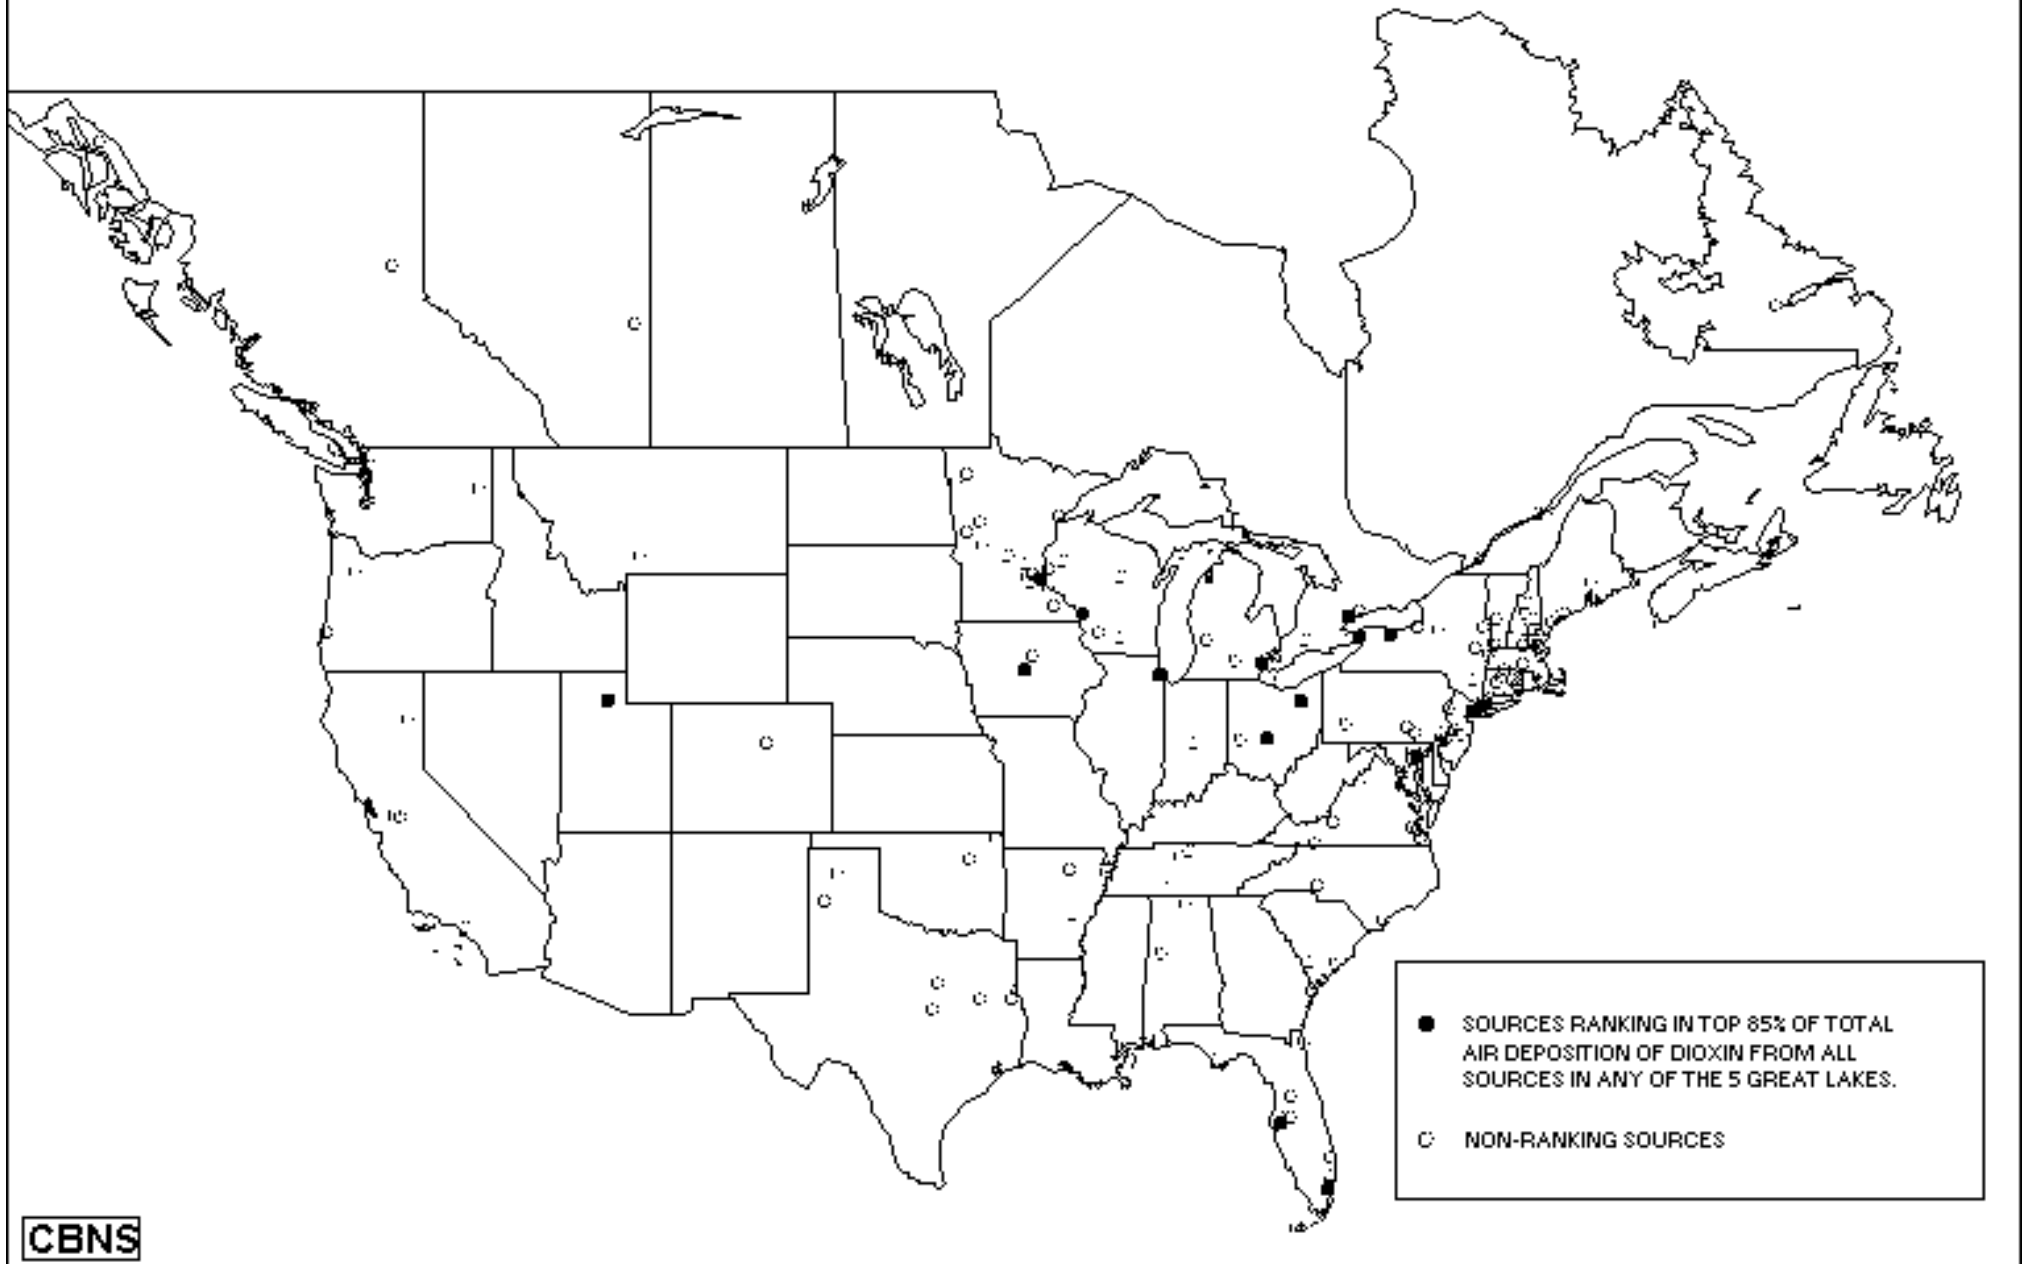 SOURCES RANKING IN TOP 85% OF TOTAL
AIR DEPOSITION OF DIOXIN FROM ALL
SOURCES IN ANY OF THE 5 GREAT LAKES.
NON-RANKING SOURCES
CBNS